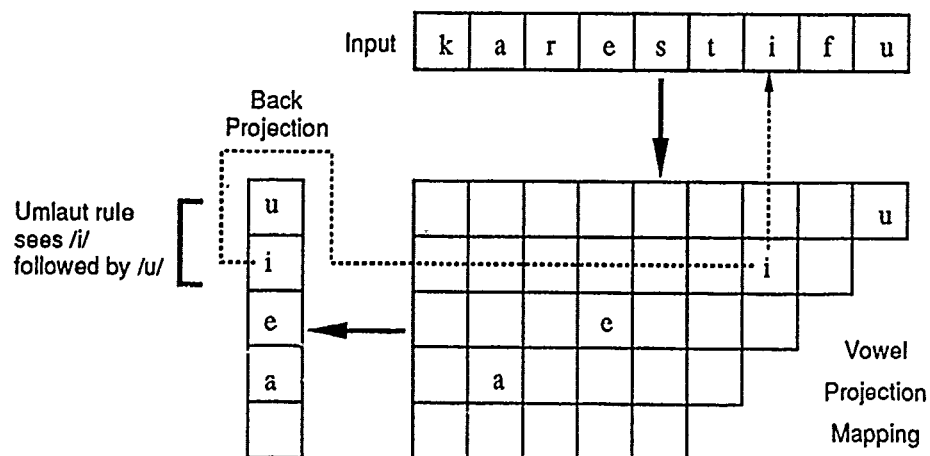 Input k a r e s t i f u
Back
Projection
Umlaut rule
sees /i/
followed by /u/
u
i
e
a
u
i
e
a
Vowel
Projection
Mapping